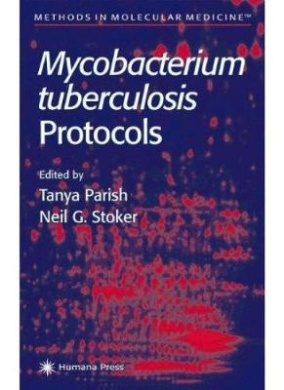 METHODS IN MOLECULAR MEDICINE™
Mycobacterium
tuberculosis
Protocols
Edited by
Tanya Parish
Neil G. Stoker
Humana Press